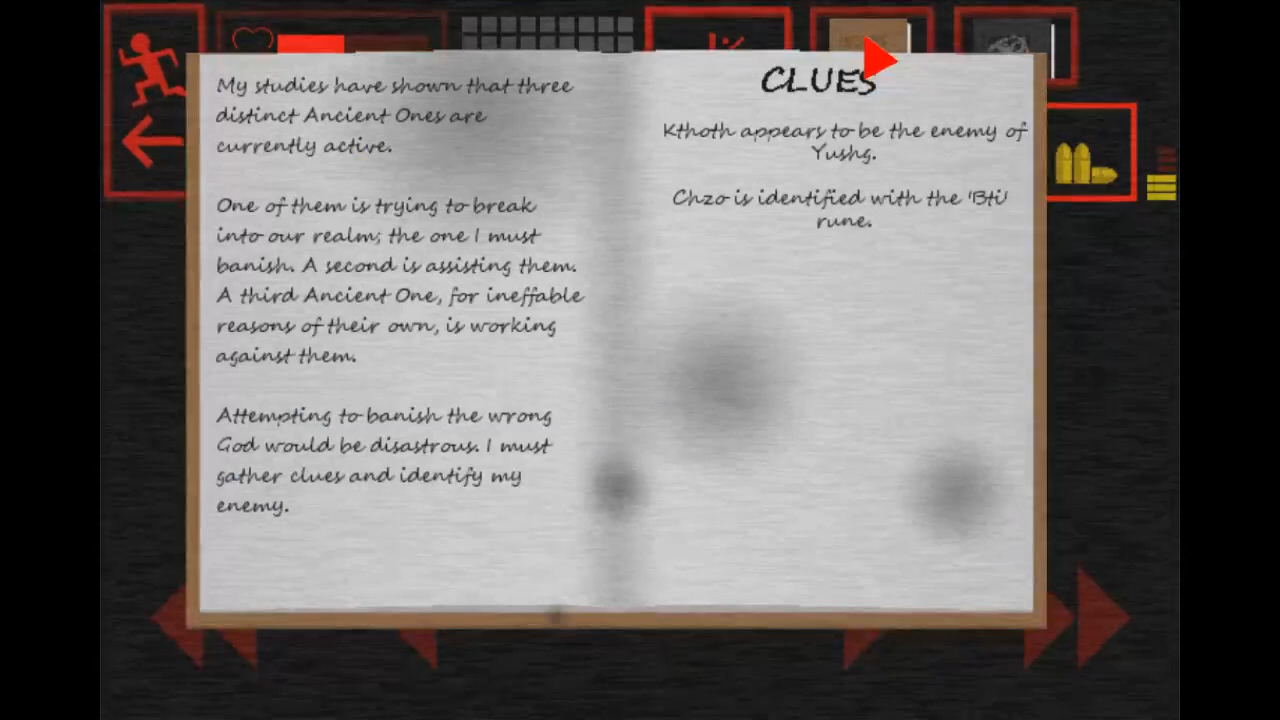 My studies have shown that three
distinct Ancient Ones are
currently active.
One of them is trying to break
into our realm; the one I must
banish. A second is assisting them.
A third Ancient One, for ineffable
reasons of their own, is working
against them.
Attempting to banish the wrong
God would be disastrous. I must
gather clues and identify my
enemy.
CLUES
Kthoth appears to be the enemy of
Yushg.
Chzo is identified with the 'Bti'
rune.